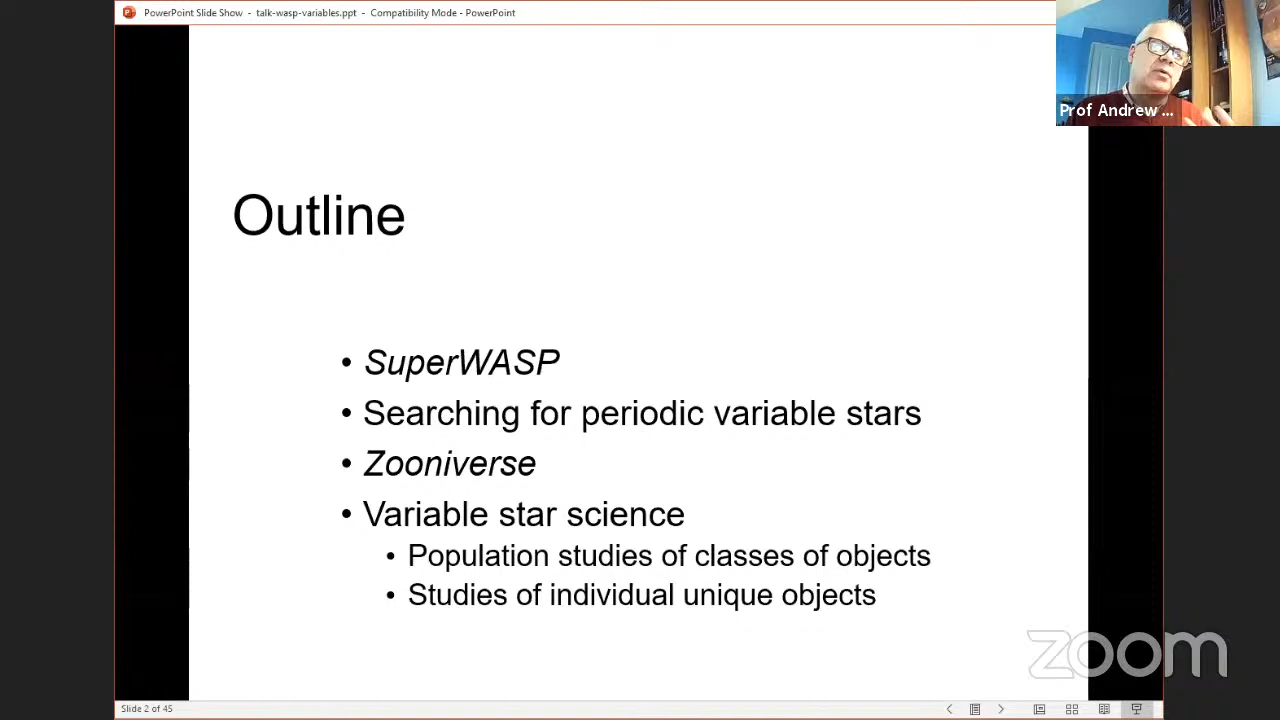 PowerPoint Slide Show - talk-wasp-variables.ppt - Compatibility Mode - PowerPoint
Prof Andrew ...
Outline
• SuperWASP
• Searching for periodic variable stars
• Zooniverse
• Variable star science
• Population studies of classes of objects
• Studies of individual unique objects
zoom
Slide 2 of 45